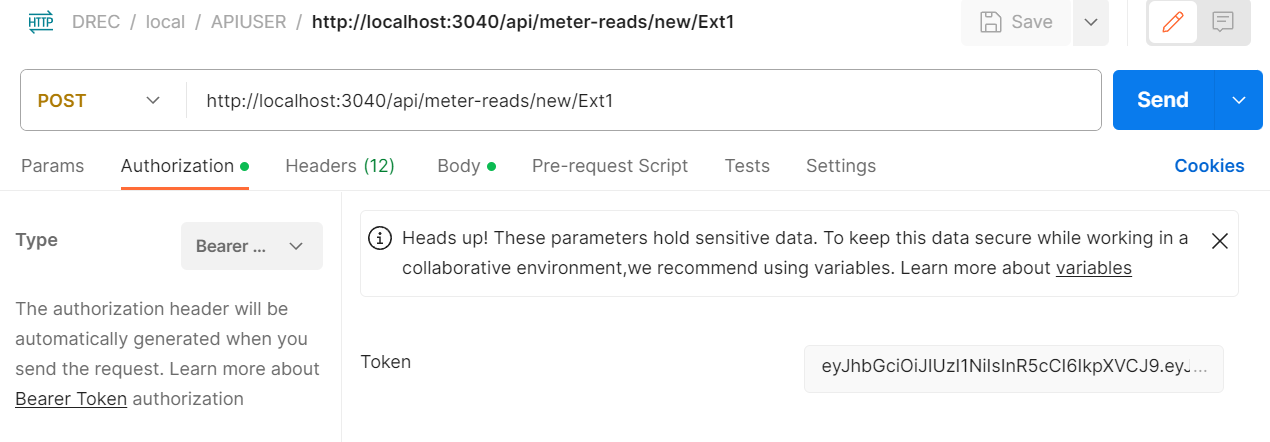 HTTP DREC / local / APIUSER / http://localhost:3040/api/meter-reads/new/Ext1 Save
POST http://localhost:3040/api/meter-reads/new/Ext1 Send
Params Authorization Headers (12) Body Pre-request Script Tests Settings Cookies
Type Bearer ...
The authorization header will be
automatically generated when you
send the request. Learn more about
Bearer Token authorization
Heads up! These parameters hold sensitive data. To keep this data secure while working in a
collaborative environment,we recommend using variables. Learn more about variables
Token eyJhbGciOiJIUzI1NiIsInR5cCI6IkpXVCJ9.eyJ...